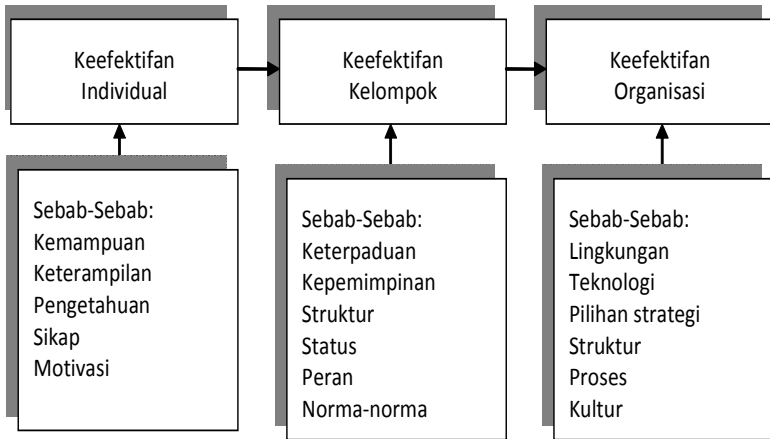 Keefektifan
Individual
Keefektifan
Kelompok
Keefektifan
Organisasi
Sebab-Sebab:
Kemampuan
Keterampilan
Pengetahuan
Sikap
Motivasi
Sebab-Sebab:
Keterpaduan
Kepemimpinan
Struktur
Status
Peran
Norma-norma
Sebab-Sebab:
Lingkungan
Teknologi
Pilihan strategi
Struktur
Proses
Kultur